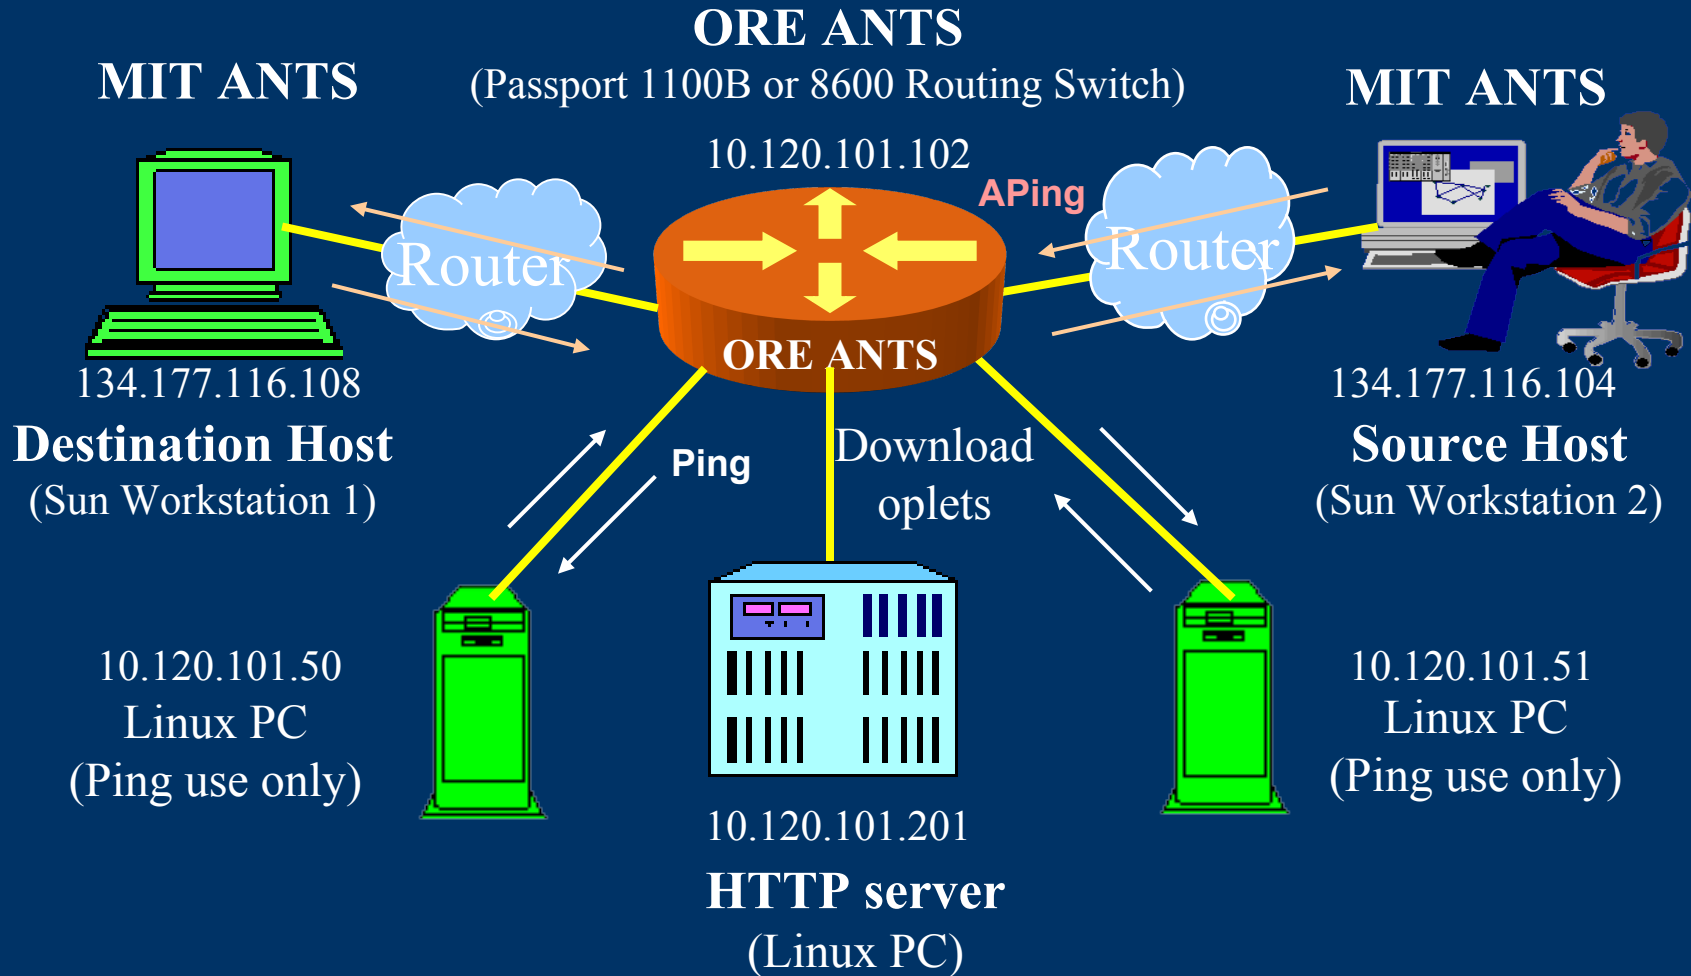 ORE ANTS
(Passport 1100B or 8600 Routing Switch)
10.120.101.102
MIT ANTS
MIT ANTS
APing
Router
Router
ORE ANTS
134.177.116.108
Destination Host
(Sun Workstation 1)
134.177.116.104
Source Host
(Sun Workstation 2)
Ping
Download
oplets
10.120.101.50
Linux PC
(Ping use only)
10.120.101.51
Linux PC
(Ping use only)
10.120.101.201
HTTP server
(Linux PC)